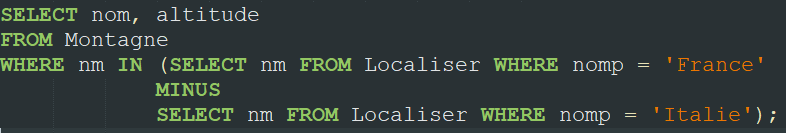 SELECT nom, altitude
FROM Montagne
WHERE nm IN (SELECT nm FROM Localiser WHERE nomp = 'France'
MINUS
SELECT nm FROM Localiser WHERE nomp = 'Italie');